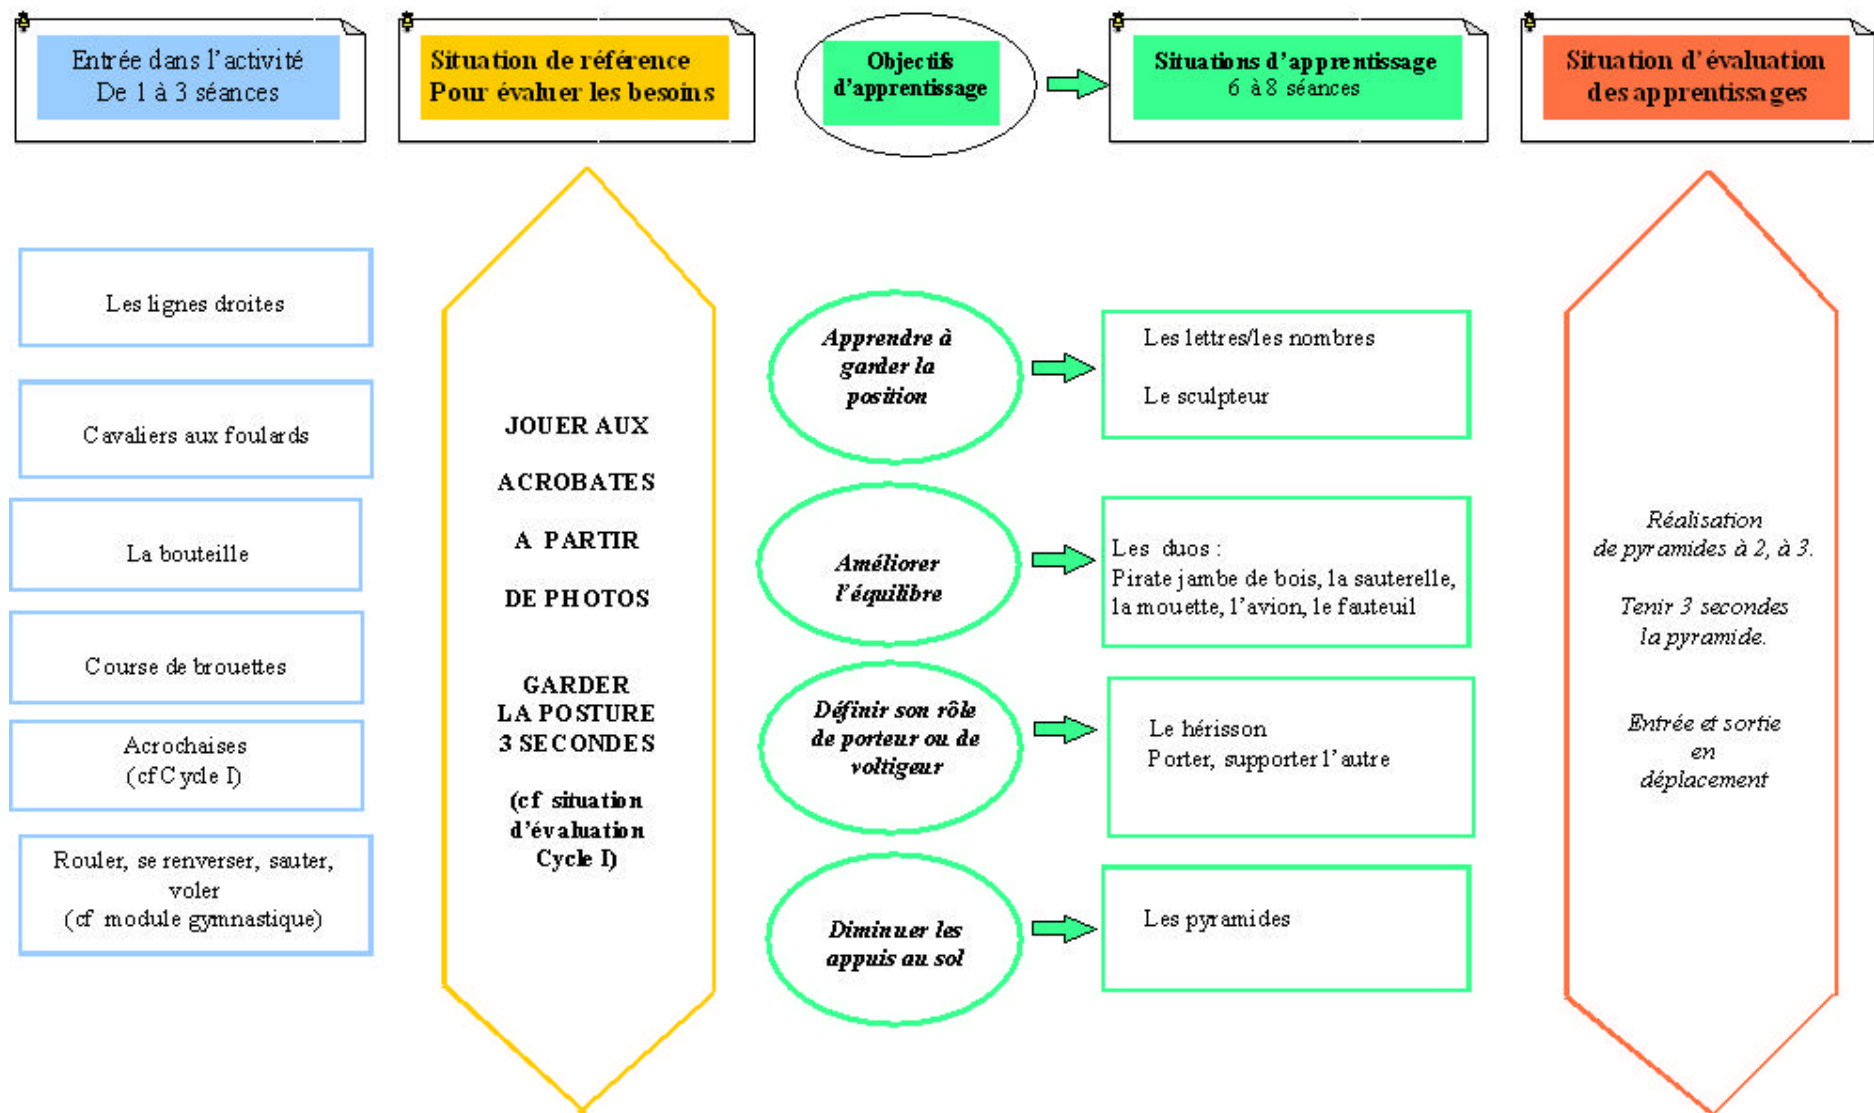 Entrée dans l'activité
De 1 à 3 séances
Situation de référence
Pour évaluer les besoins
Objectifs
d'apprentissage
Situations d'apprentissage
6 à 8 séances
Situation d'évaluation
des apprentissages
Les lignes droites
Cavaliers aux foulards
La bouteille
Course de brouettes
Acrochaises
(cf Cycle I)
Rouler, se renverser, sauter,
voler
(cf module gymnastique)
JOUER AUX
ACROBATES
A PARTIR
DE PHOTOS
GARDER
LA POSTURE
3 SECONDES
(cf situation
d'évaluation
Cycle I)
Apprendre à
garder la
position
Les lettres/les nombres
Le sculpteur
Améliorer
l'équilibre
Les duos :
Pirate jambe de bois, la sauterelle,
la mouette, l'avion, le fauteuil
Définir son rôle
de porteur ou de
voltigeur
Le hérisson
Porter, supporter l'autre
Diminuer les
appuis au sol
Les pyramides
Réalisation
de pyramides à 2, à 3.
Tenir 3 secondes
la pyramide.
Entrée et sortie
en
déplacement